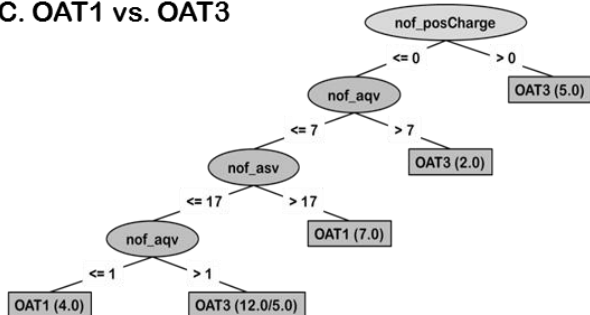 C. OAT1 vs. OAT3
nof_posCharge
<= 0
> 0
nof_aqv
OAT3 (5.0)
<= 7
> 7
nof_asv
OAT3 (2.0)
<= 17
> 17
nof_aqv
OAT1 (7.0)
<= 1
> 1
OAT1 (4.0)
OAT3 (12.0/5.0)